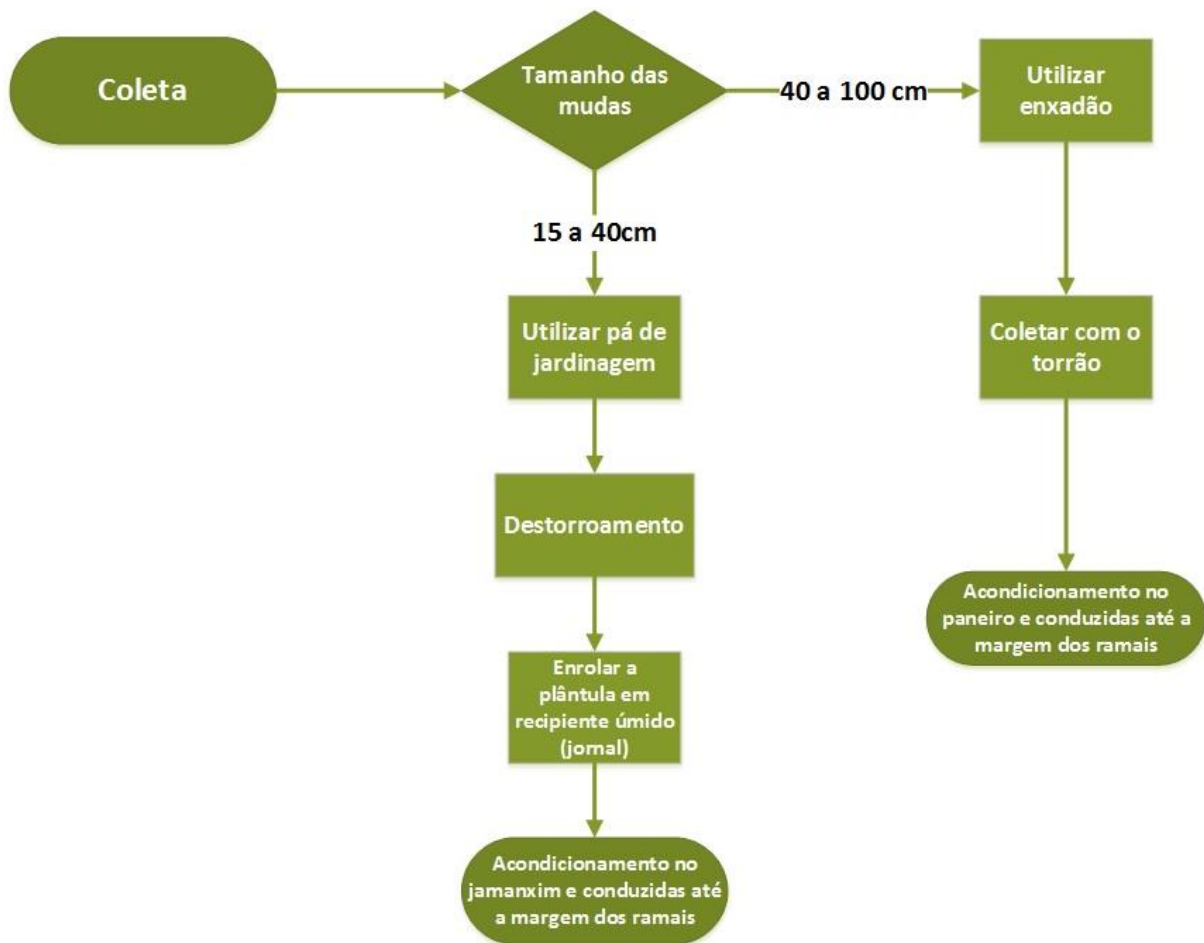 Coleta
Tamanho das
mudas
40 a 100 cm
Utilizar
enxadão
15 a 40cm
Utilizar pá de
jardinagem
Coletar com o
torrão
Destorroamento
Acondicionamento no
paneiro e conduzidas até a
margem dos ramais
Enrolar a
plântula em
recipiente úmido
(jornal)
Acondicionamento no
jamanxim e conduzidas até
a margem dos ramais